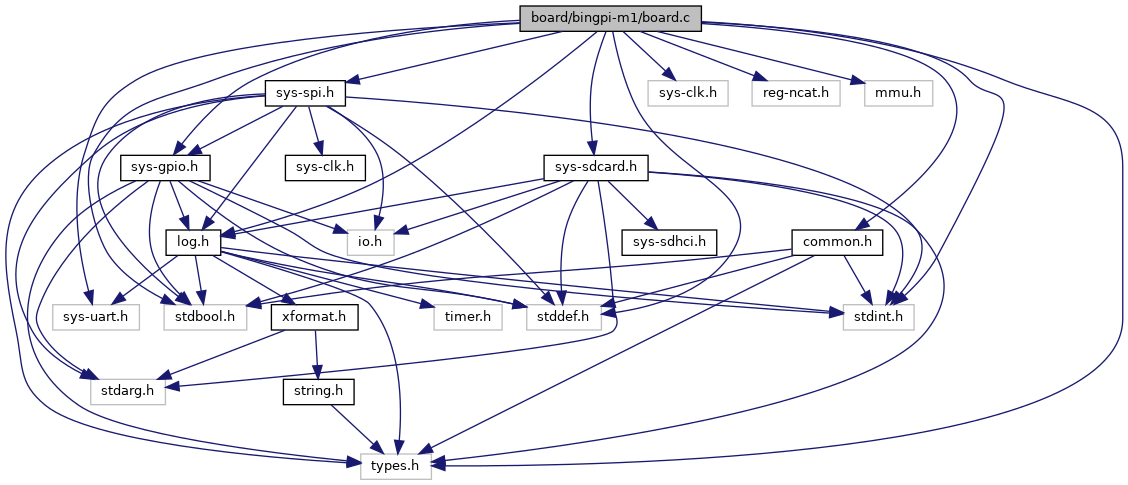 board/bingpi-m1/board.c
sys-spi.h
sys-clk.h
reg-ncat.h
mmu.h
sys-gpio.h
sys-clk.h
sys-sdcard.h
log.h
io.h
sys-sdhci.h
common.h
sys-uart.h
stdbool.h
xformat.h
timer.h
stddef.h
stdint.h
stdarg.h
string.h
types.h